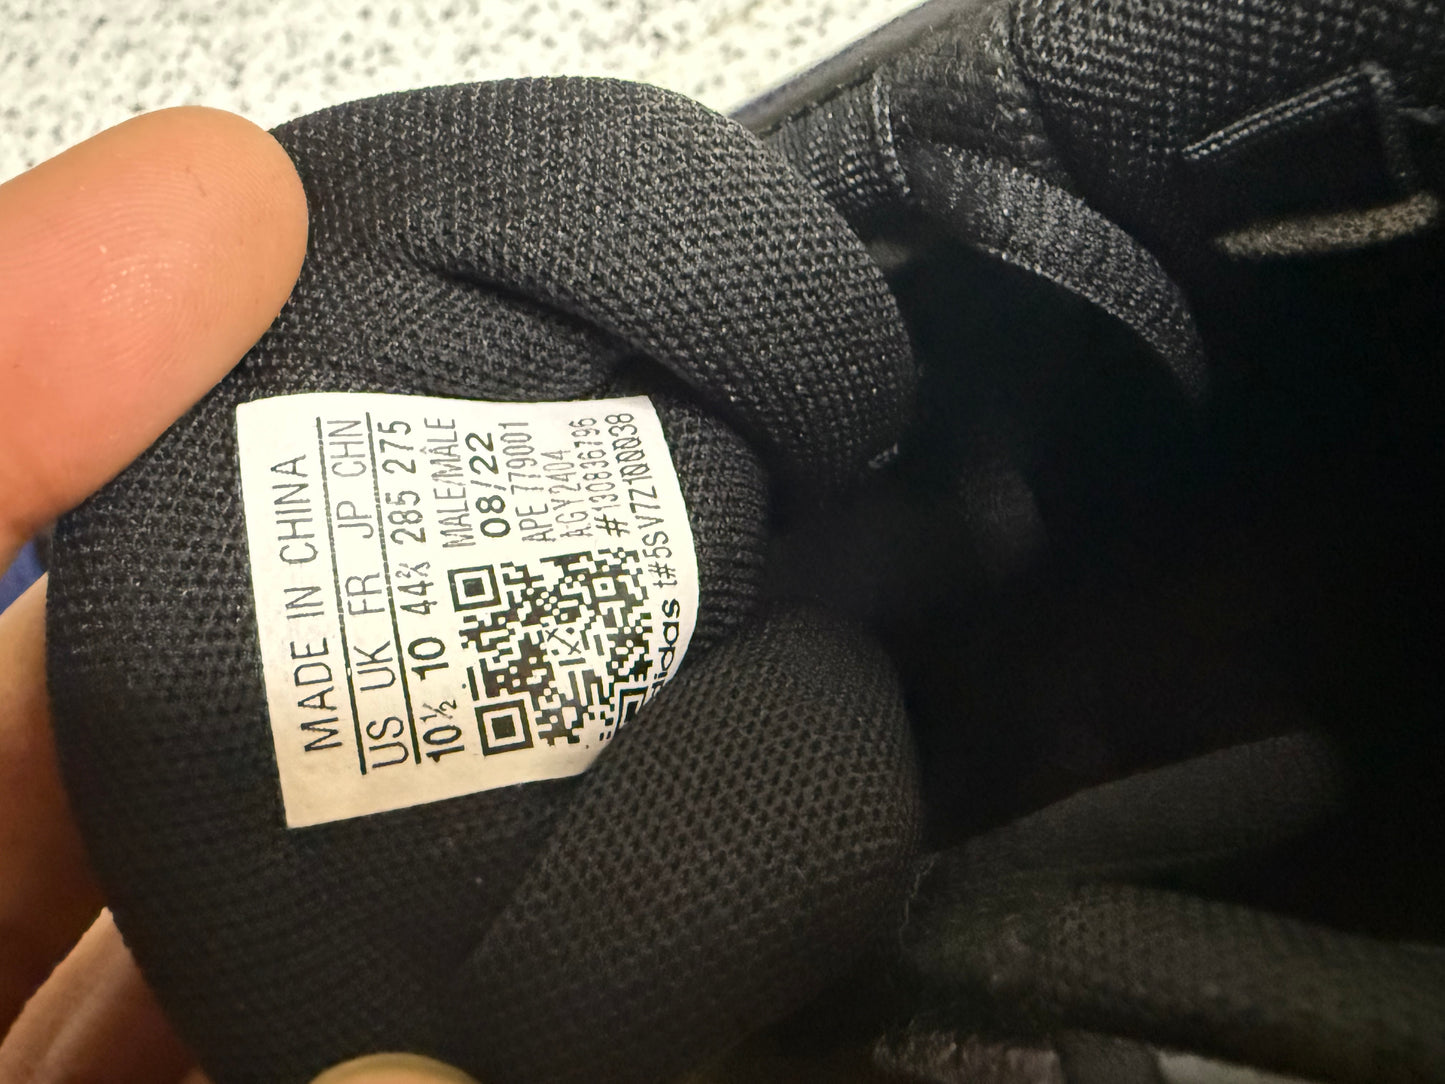 MADE IN CHINA
US UK FR JP CHN
10½ 10 44⅔ 285 275
MALE/MÂLE
08/22
APE 779001
AGY2404
#130836796
#
adidas t#5SV7Z1000038